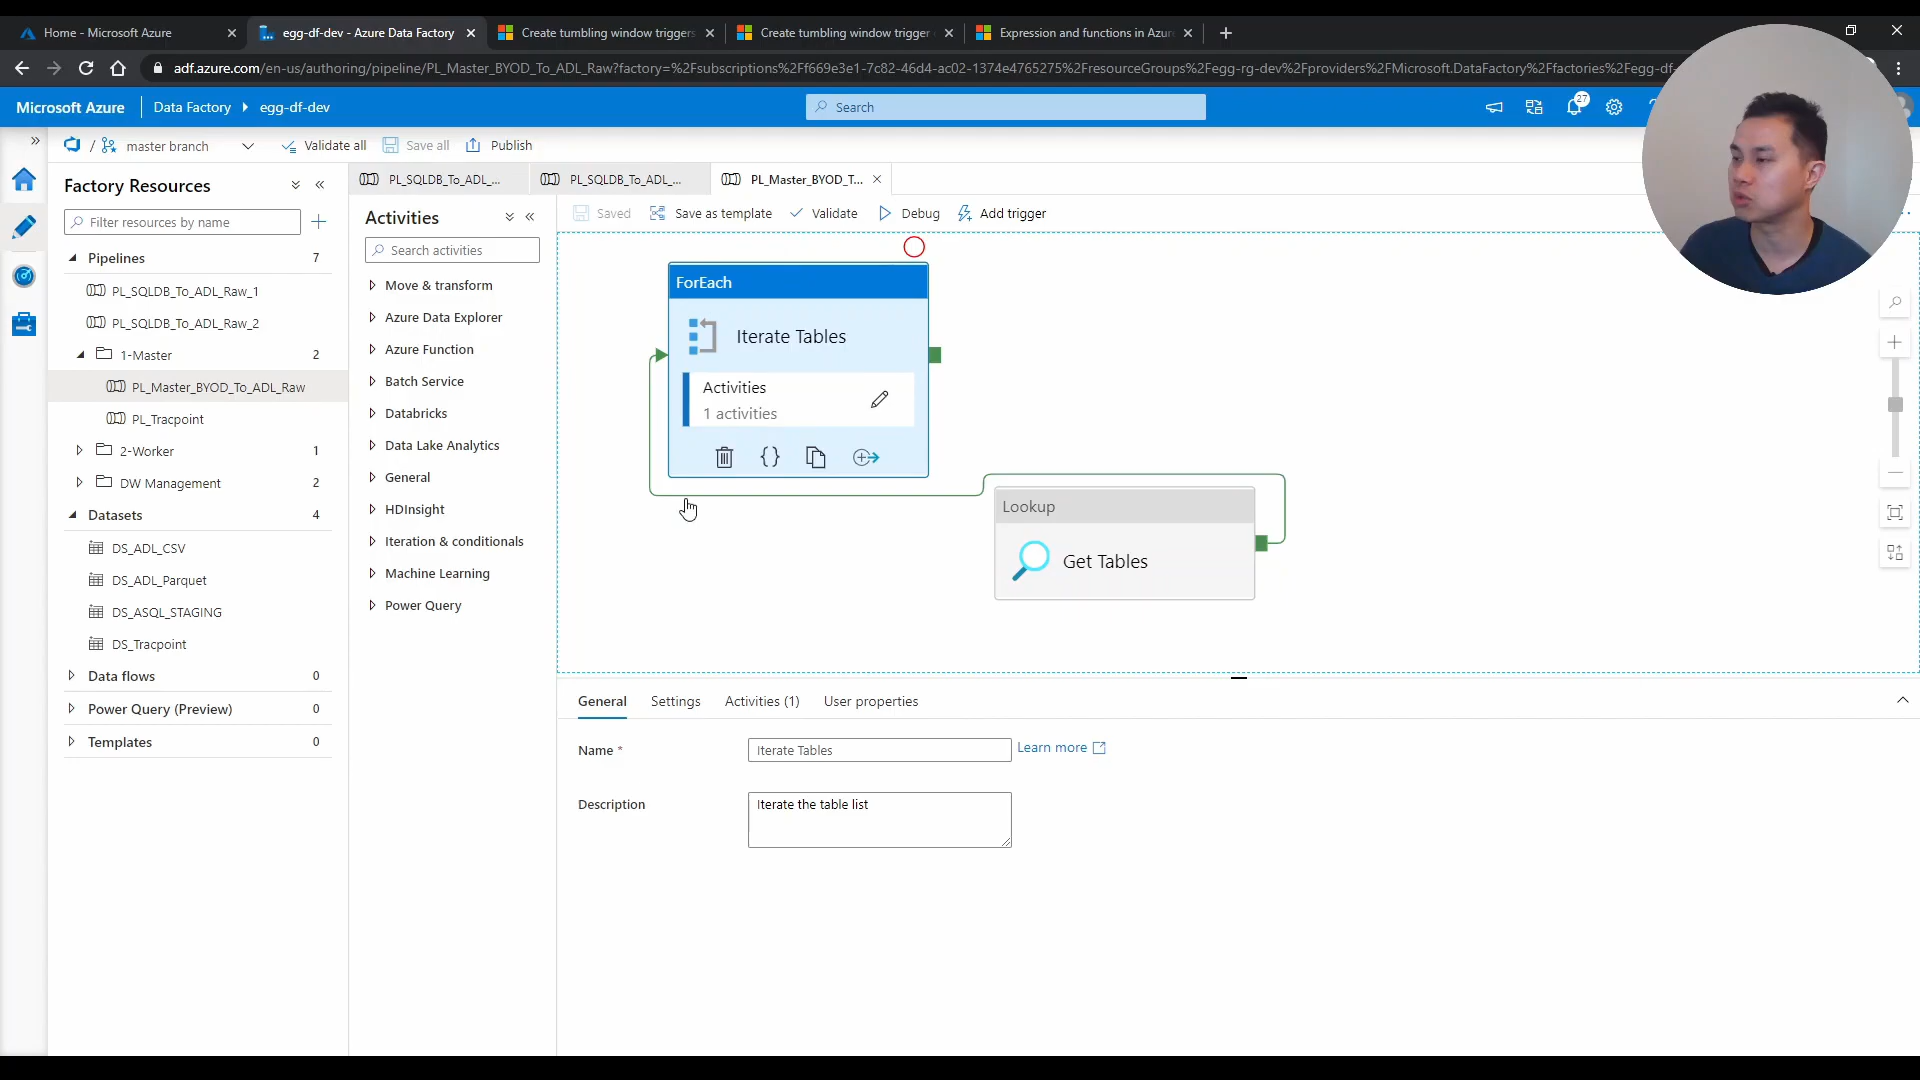 Home - Microsoft Azure
egg-df-dev - Azure Data Factory
Create tumbling window triggers
Create tumbling window trigger
Expression and functions in Azur
adf.azure.com/en-us/authoring/pipeline/PL_Master_BYOD_To_ADL_Raw?factory=%2Fsubscriptions%2Ff669e3e1-7c82-46d4-ac02-1374e4765275%2FresourceGroups%2Fegg-rg-dev%2Fproviders%2FMicrosoft.DataFactory%2Ffactories%2Fegg-df-
Microsoft Azure
Data Factory
egg-df-dev
Search
27
/
master branch
Validate all
Save all
Publish
Factory Resources
Filter resources by name
Pipelines 7
PL_SQLDB_To_ADL_Raw_1
PL_SQLDB_To_ADL_Raw_2
1-Master 2
PL_Master_BYOD_To_ADL_Raw
PL_Tracpoint
2-Worker 1
DW Management 2
Datasets 4
DS_ADL_CSV
DS_ADL_Parquet
DS_ASQL_STAGING
DS_Tracpoint
Data flows 0
Power Query (Preview) 0
Templates 0
PL_SQLDB_To_ADL_...
PL_SQLDB_To_ADL_...
PL_Master_BYOD_T...
Activities
Search activities
Move & transform
Azure Data Explorer
Azure Function
Batch Service
Databricks
Data Lake Analytics
General
HDInsight
Iteration & conditionals
Machine Learning
Power Query
Saved
Save as template
Validate
Debug
Add trigger
ForEach
Iterate Tables
Activities
1 activities
{}
Lookup
Get Tables
General
Settings
Activities (1)
User properties
Name *
Iterate Tables
Learn more
Description
Iterate the table list